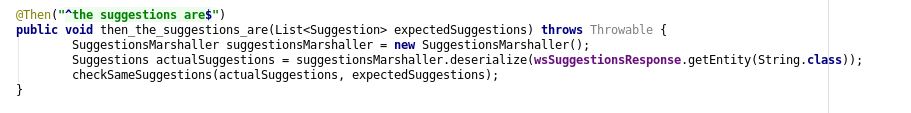 @Then("^the suggestions are$")
public void then_the_suggestions_are(List<Suggestion> expectedSuggestions) throws Throwable {
        SuggestionsMarshaller suggestionsMarshaller = new SuggestionsMarshaller();
        Suggestions actualSuggestions = suggestionsMarshaller.deserialize(wsSuggestionsResponse.getEntity(String.class));
        checkSameSuggestions(actualSuggestions, expectedSuggestions);
}